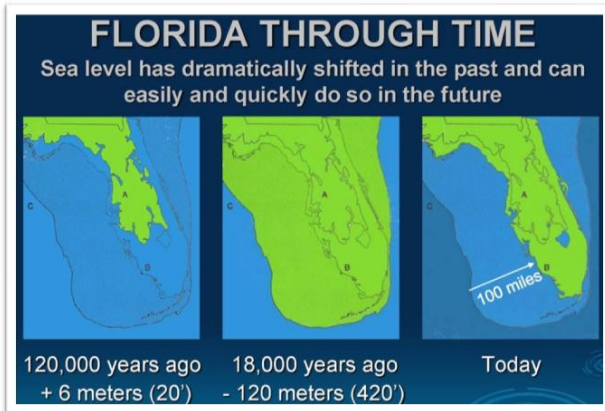 FLORIDA THROUGH TIME
Sea level has dramatically shifted in the past and can
easily and quickly do so in the future
A
B
C
A
B
C
A
B
C
100 miles
120,000 years ago
+ 6 meters (20')
18,000 years ago
- 120 meters (420')
Today